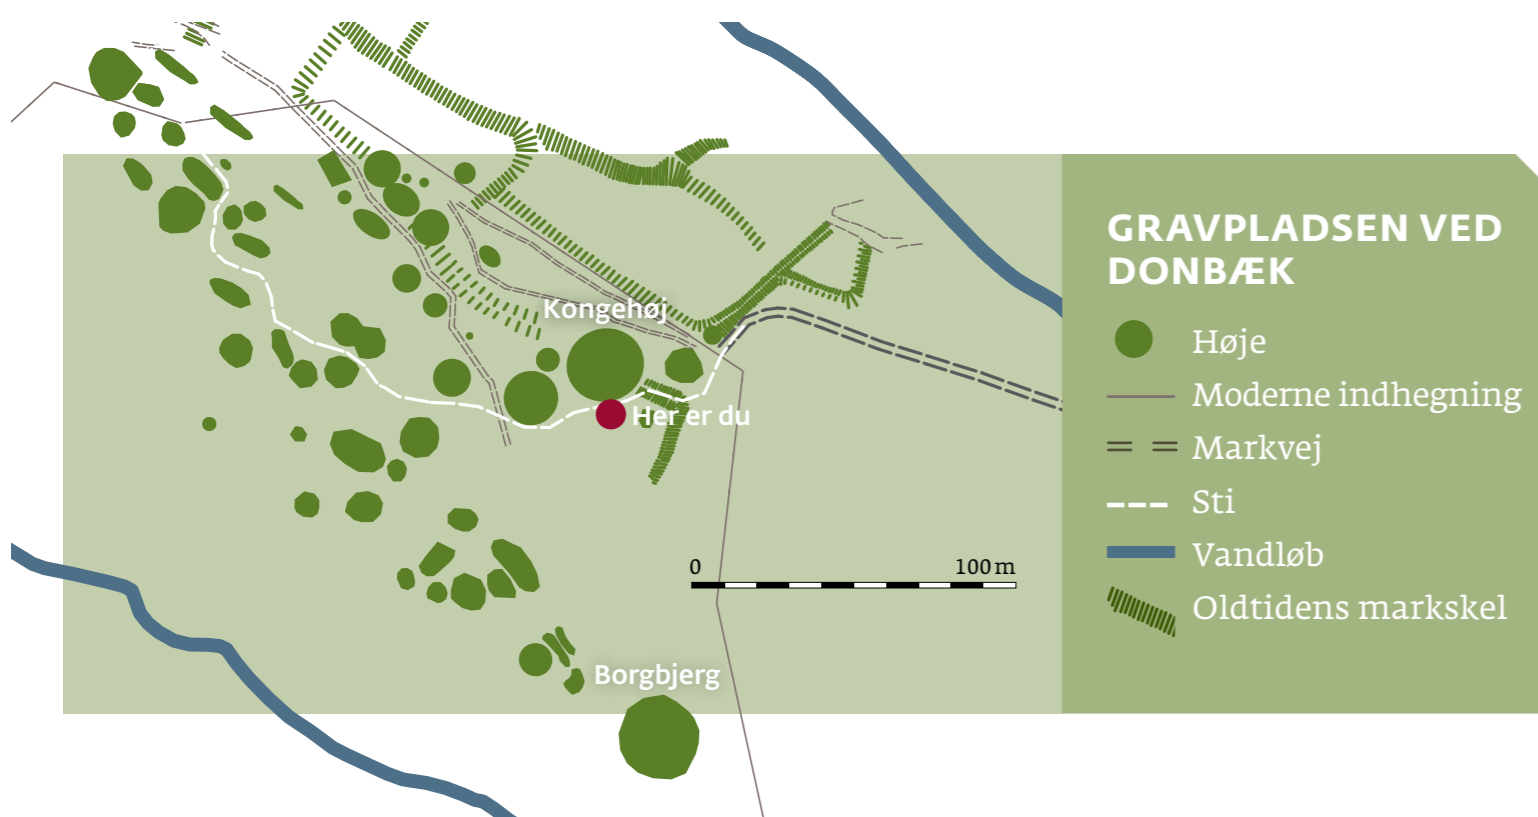 GRAVPLADSEN VED
DONBÆK
Høje
Moderne indhegning
Markvej
Sti
Vandløb
Oldtidens markskel
Kongehøj
Her er du
0 100 m
Borgbjerg